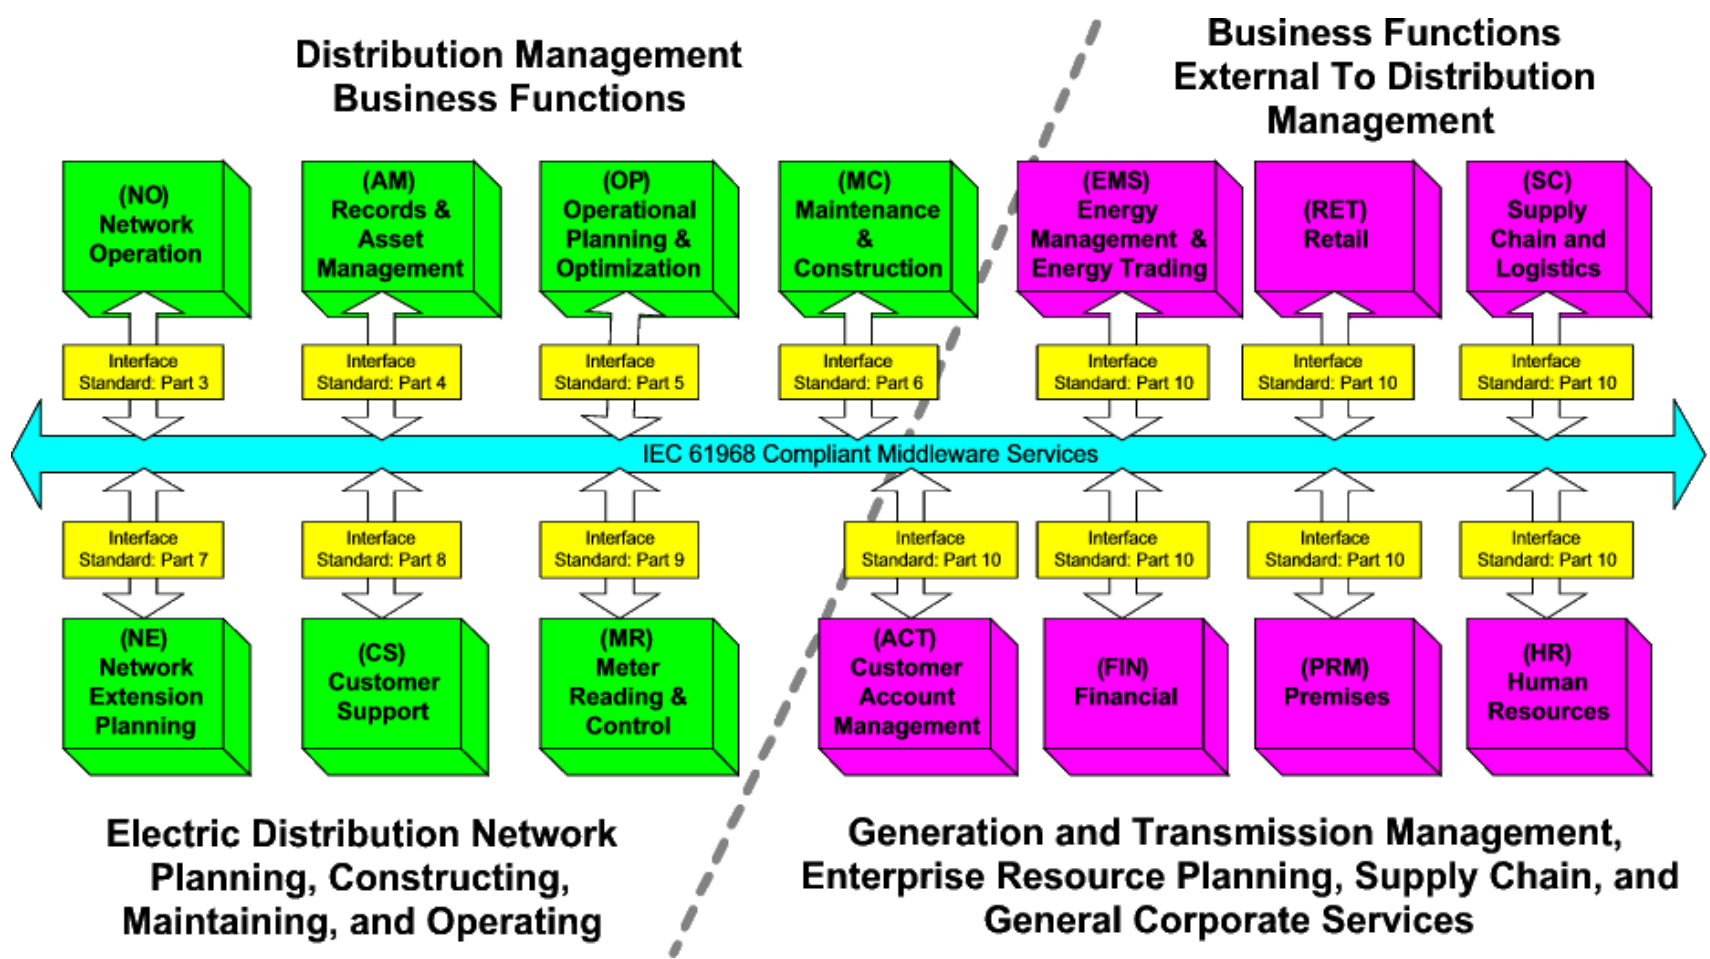 Distribution Management
Business Functions
Business Functions
External To Distribution
Management
(NO)
Network
Operation
(AM)
Records &
Asset
Management
(OP)
Operational
Planning &
Optimization
(MC)
Maintenance
&
Construction
(EMS)
Energy
Management &
Energy Trading
(RET)
Retail
(SC)
Supply
Chain and
Logistics
Interface
Standard: Part 3
Interface
Standard: Part 4
Interface
Standard: Part 5
Interface
Standard: Part 6
Interface
Standard: Part 10
Interface
Standard: Part 10
Interface
Standard: Part 10
IEC 61968 Compliant Middleware Services
Interface
Standard: Part 7
Interface
Standard: Part 8
Interface
Standard: Part 9
Interface
Standard: Part 10
Interface
Standard: Part 10
Interface
Standard: Part 10
Interface
Standard: Part 10
(NE)
Network
Extension
Planning
(CS)
Customer
Support
(MR)
Meter
Reading &
Control
(ACT)
Customer
Account
Management
(FIN)
Financial
(PRM)
Premises
(HR)
Human
Resources
Electric Distribution Network
Planning, Constructing,
Maintaining, and Operating
Generation and Transmission Management,
Enterprise Resource Planning, Supply Chain, and
General Corporate Services